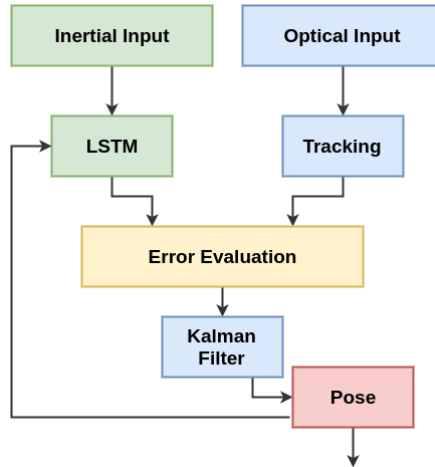 Inertial Input
Optical Input
LSTM
Tracking
Error Evaluation
Kalman
Filter
Pose